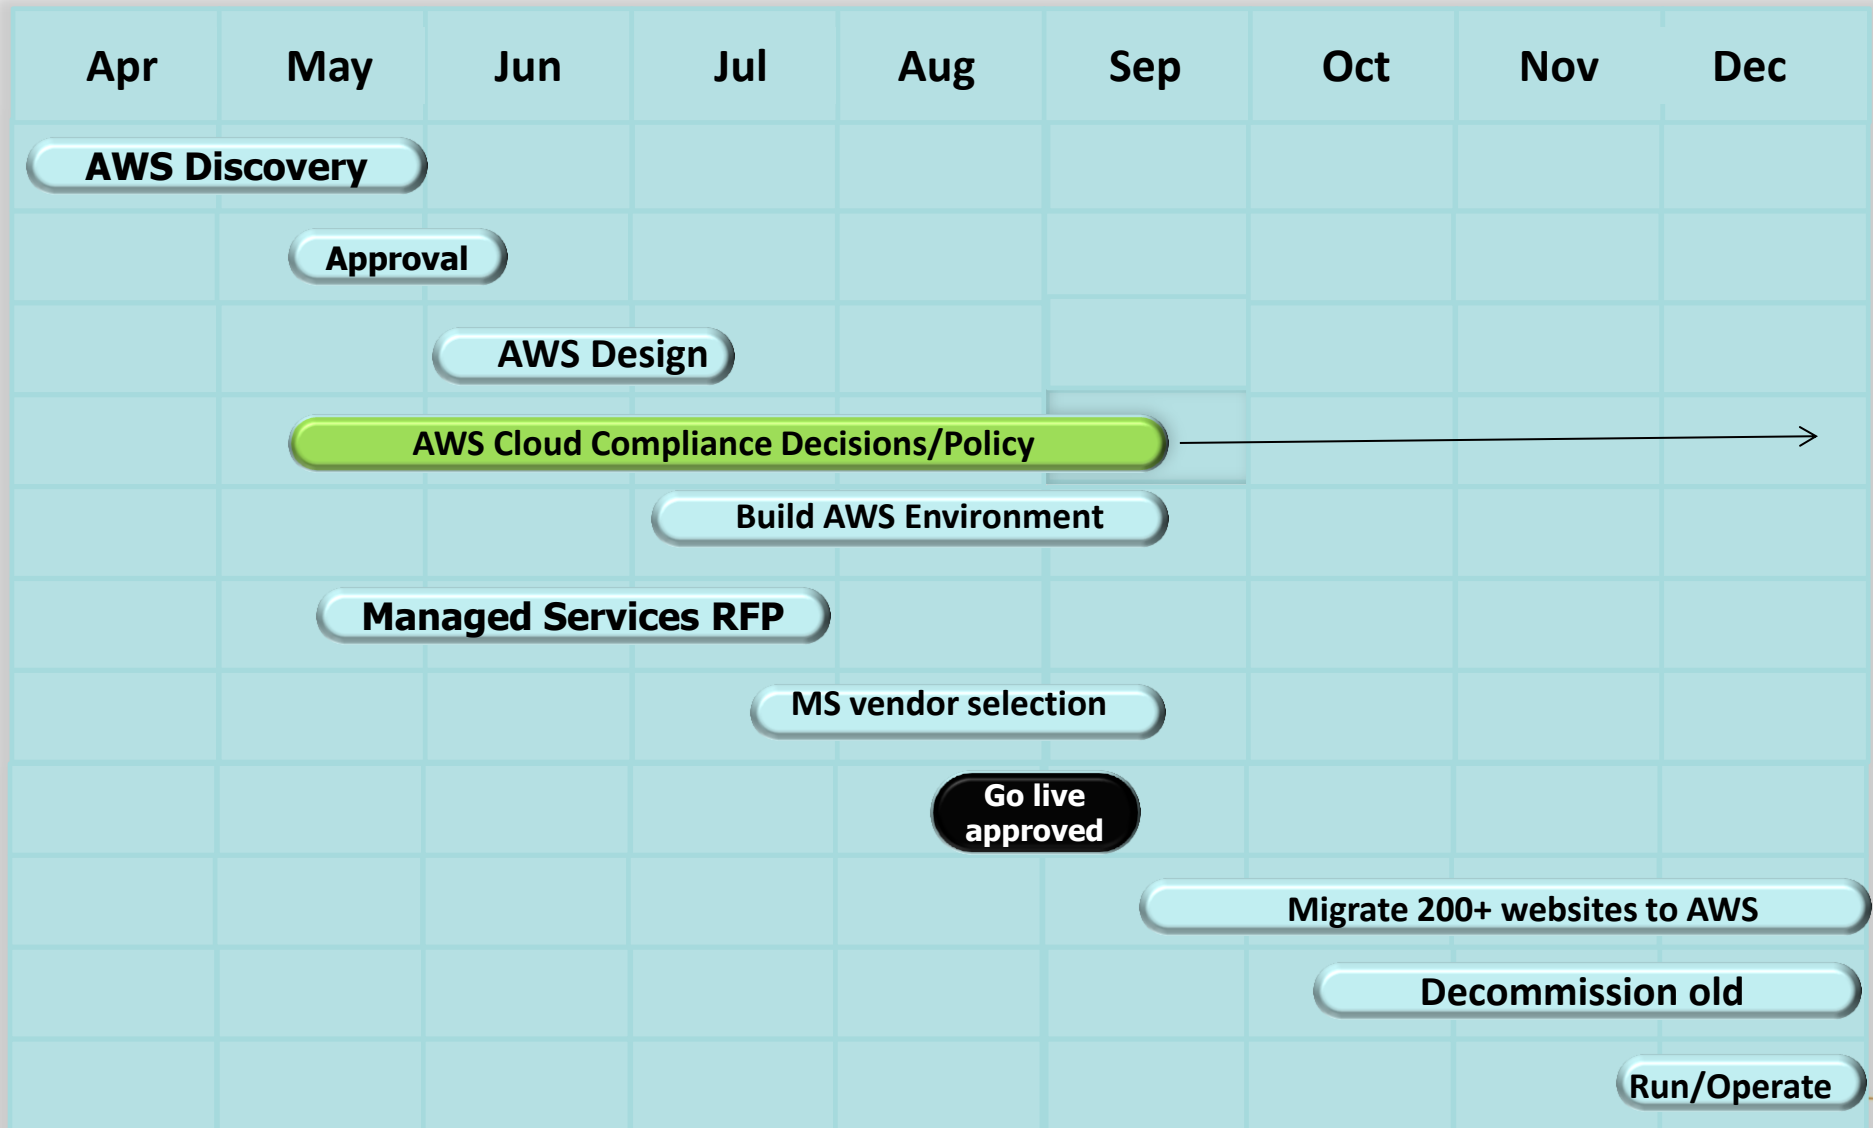 Apr May Jun Jul Aug Sep Oct Nov Dec
AWS Discovery
Approval
AWS Design
AWS Cloud Compliance Decisions/Policy
Build AWS Environment
Managed Services RFP
MS vendor selection
Go live
approved
Migrate 200+ websites to AWS
Decommission old
Run/Operate